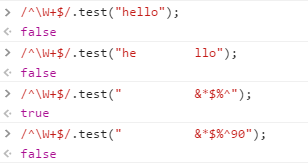 > /^\W+$/.test("hello");
< false
> /^\W+$/.test("he        llo");
< false
> /^\W+$/.test("          &*$%^");
< true
> /^\W+$/.test("          &*$%^90");
< false